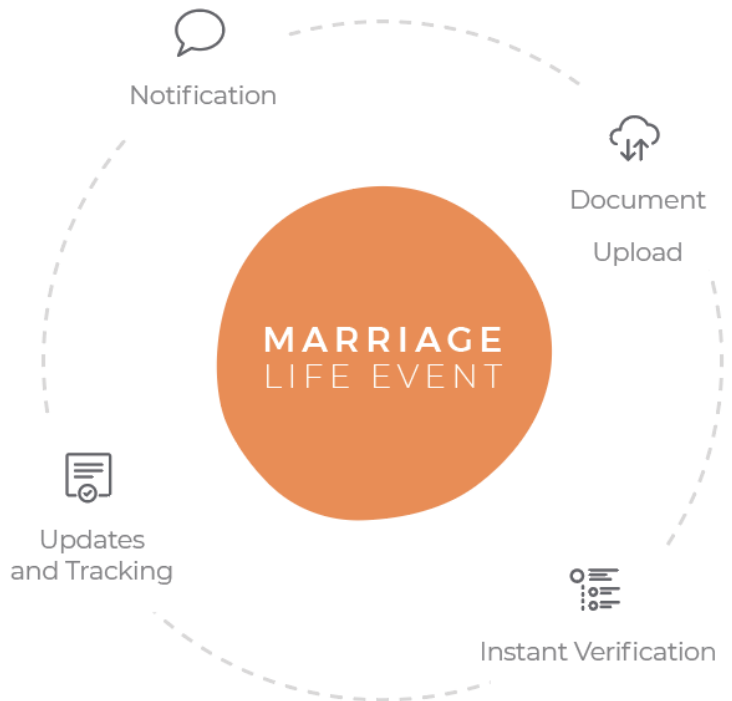 Notification
Document
Upload
MARRIAGE
LIFE EVENT
Updates
and Tracking
Instant Verification